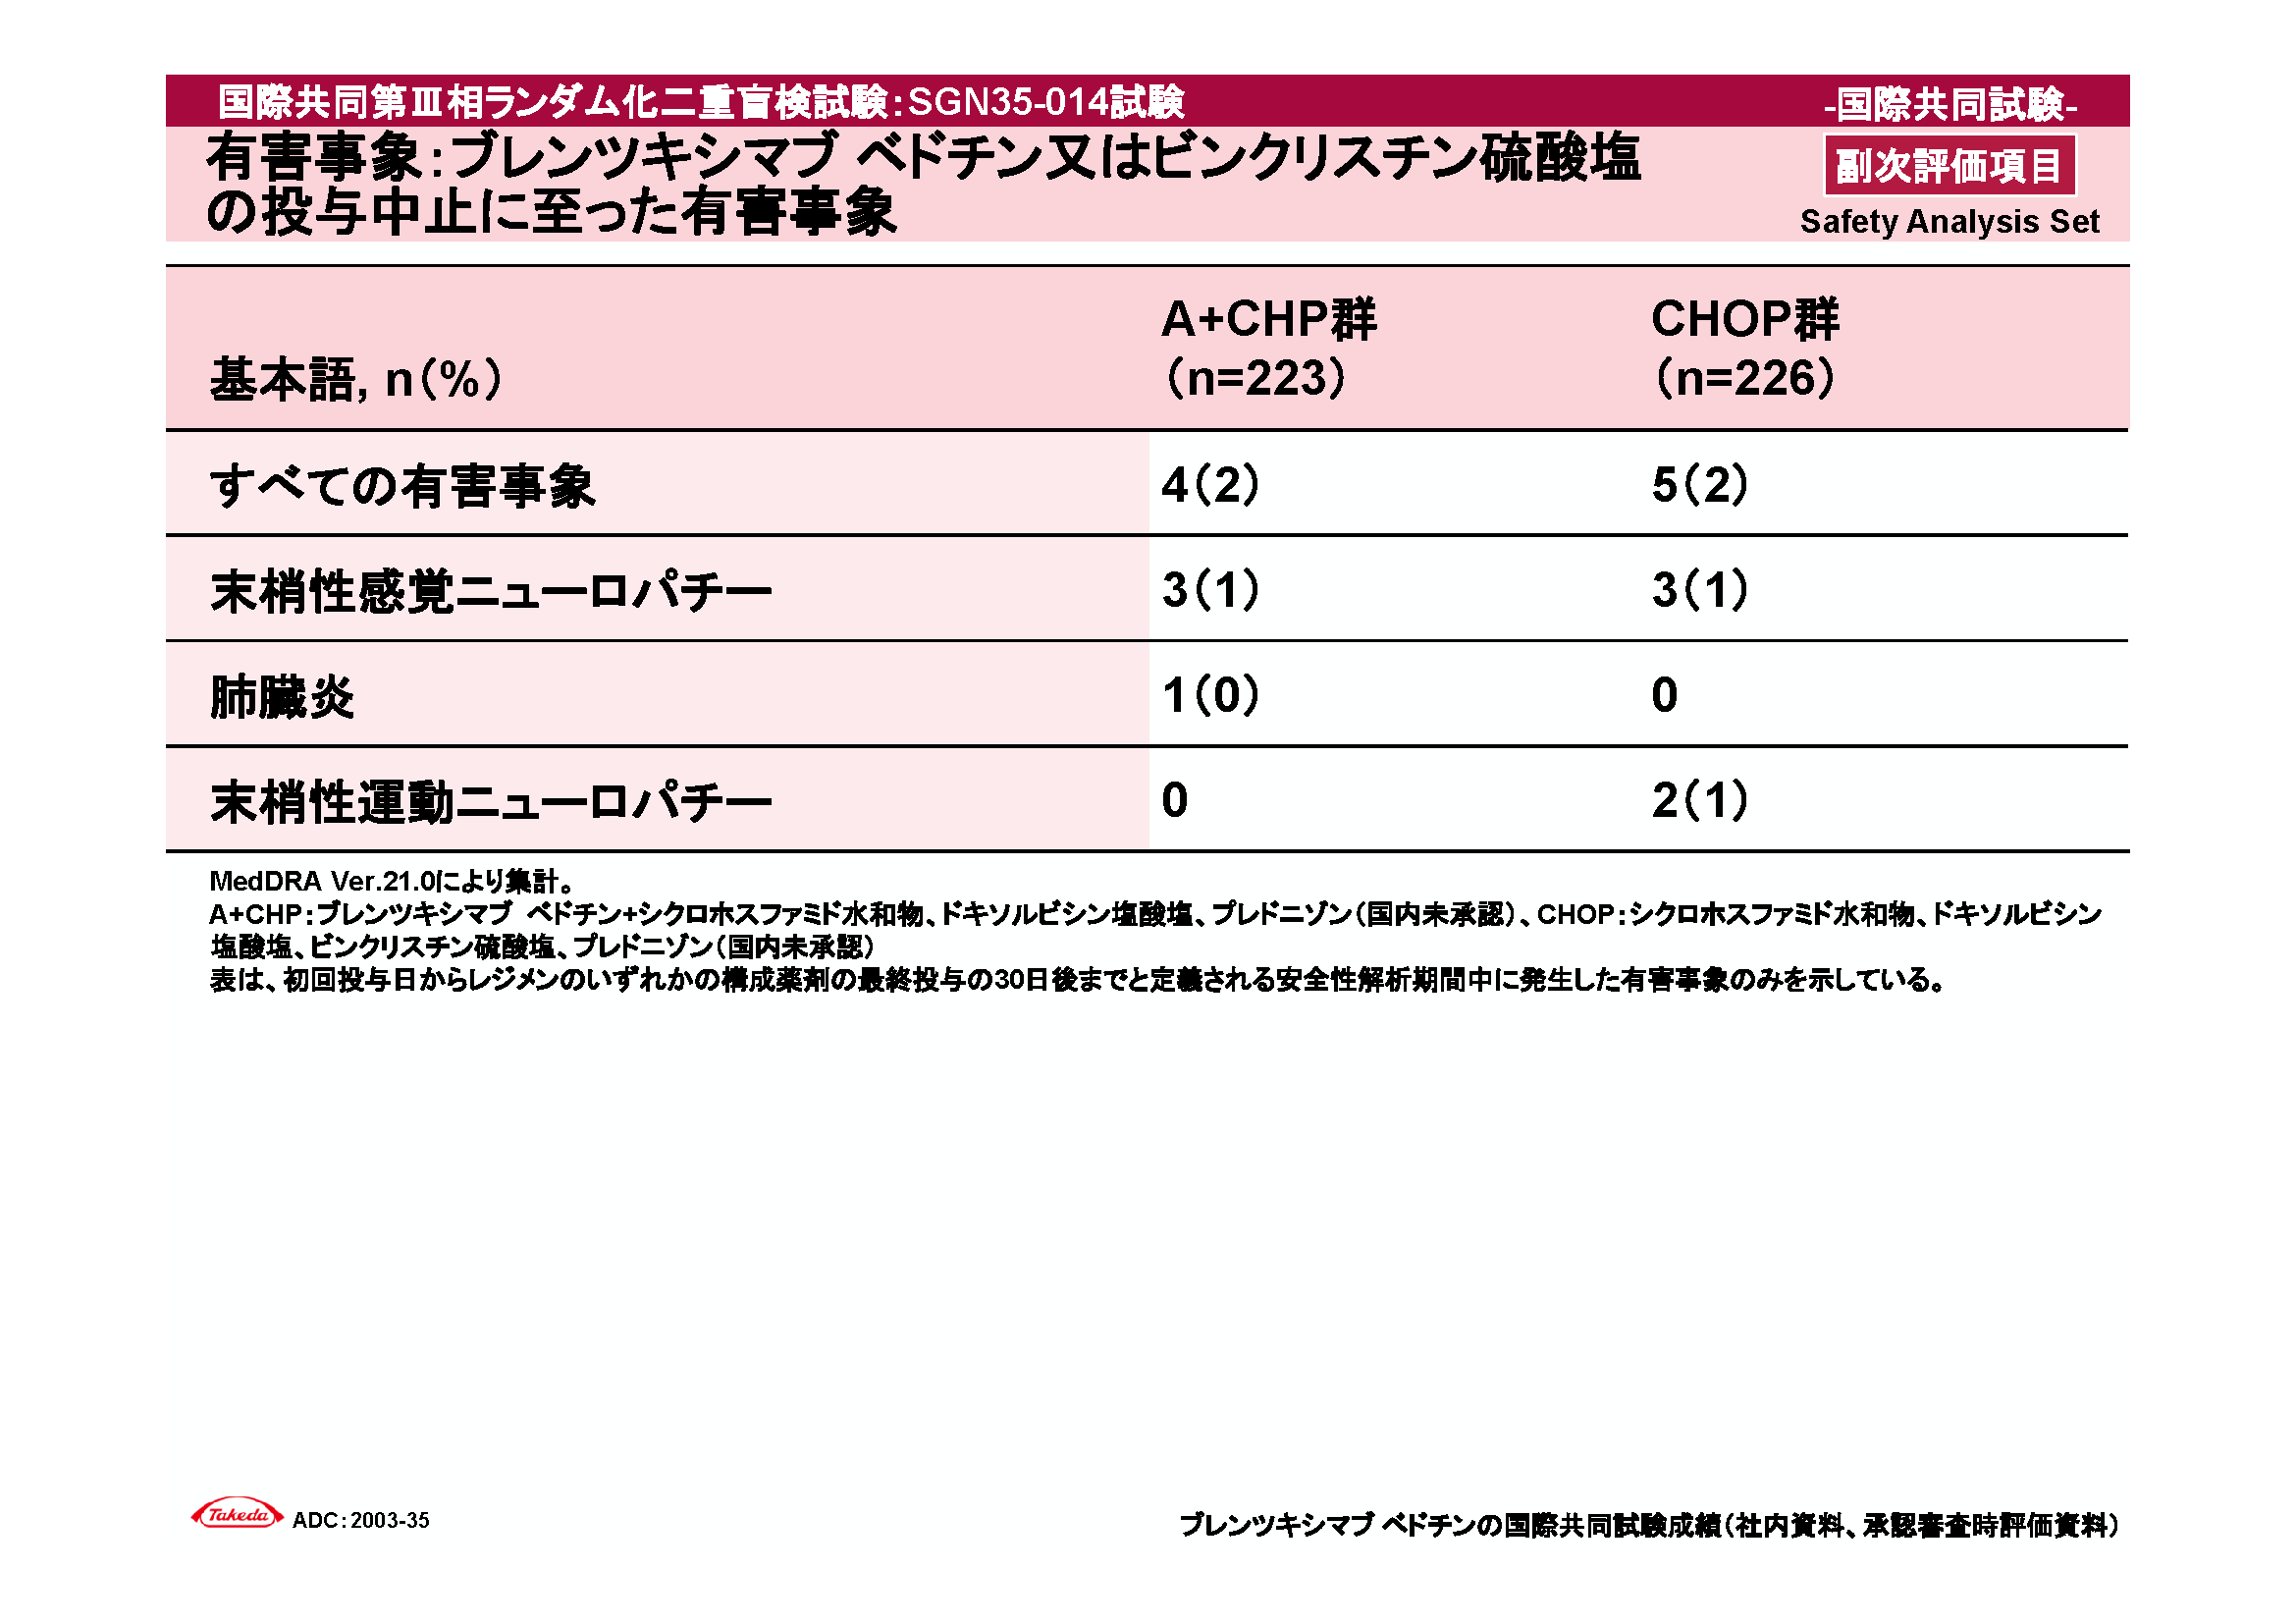 国際共同第Ⅲ相ランダム化二重盲検試験：SGN35-014試験
-国際共同試験-
有害事象：ブレンツキシマブ ベドチン又はビンクリスチン硫酸塩
の投与中止に至った有害事象
副次評価項目
Safety Analysis Set
基本語, n（%）
A+CHP群
（n=223）
CHOP群
（n=226）
すべての有害事象 4（2） 5（2）
末梢性感覚ニューロパチー 3（1） 3（1）
肺臓炎 1（0） 0
末梢性運動ニューロパチー 0 2（1）
MedDRA Ver.21.0により集計。
A+CHP：ブレンツキシマブ ベドチン+シクロホスファミド水和物、ドキソルビシン塩酸塩、プレドニゾン（国内未承認）、CHOP：シクロホスファミド水和物、ドキソルビシン
塩酸塩、ビンクリスチン硫酸塩、プレドニゾン（国内未承認）
表は、初回投与日からレジメンのいずれかの構成薬剤の最終投与の30日後までと定義される安全性解析期間中に発生した有害事象のみを示している。
Takeda ADC：2003-35
ブレンツキシマブ ベドチンの国際共同試験成績（社内資料、承認審査時評価資料）